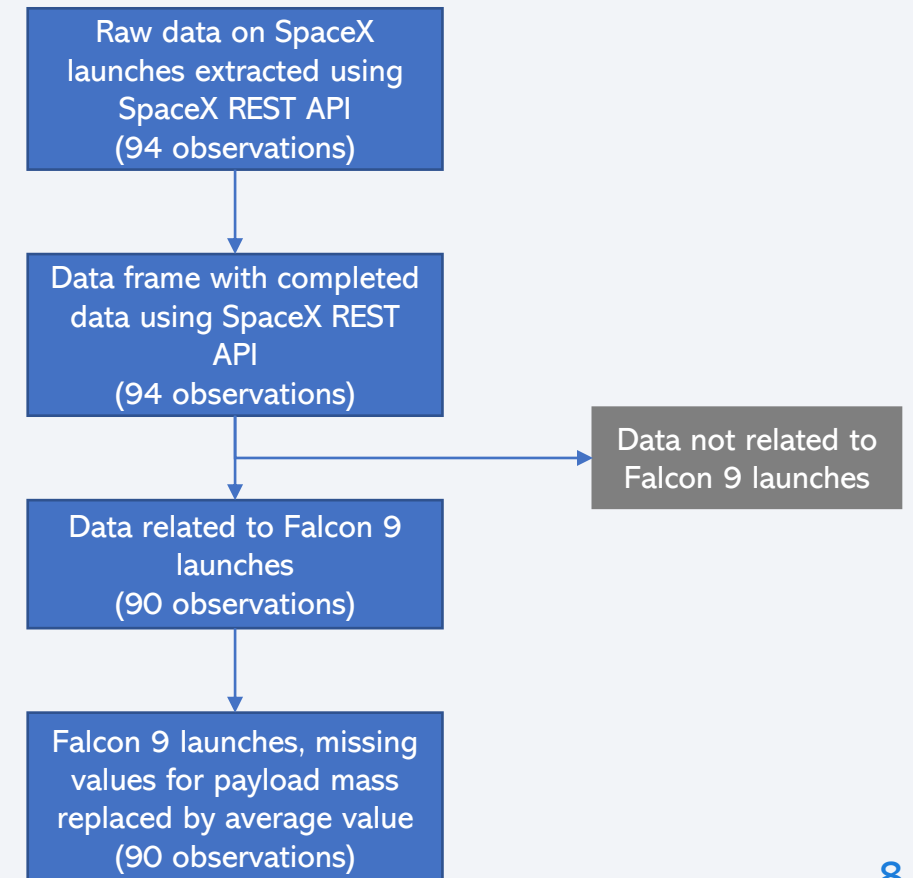 Raw data on SpaceX
launches extracted using
SpaceX REST API
(94 observations)
Data frame with completed
data using SpaceX REST
API
(94 observations)
Data not related to
Falcon 9 launches
Data related to Falcon 9
launches
(90 observations)
Falcon 9 launches, missing
values for payload mass
replaced by average value
(90 observations)
8